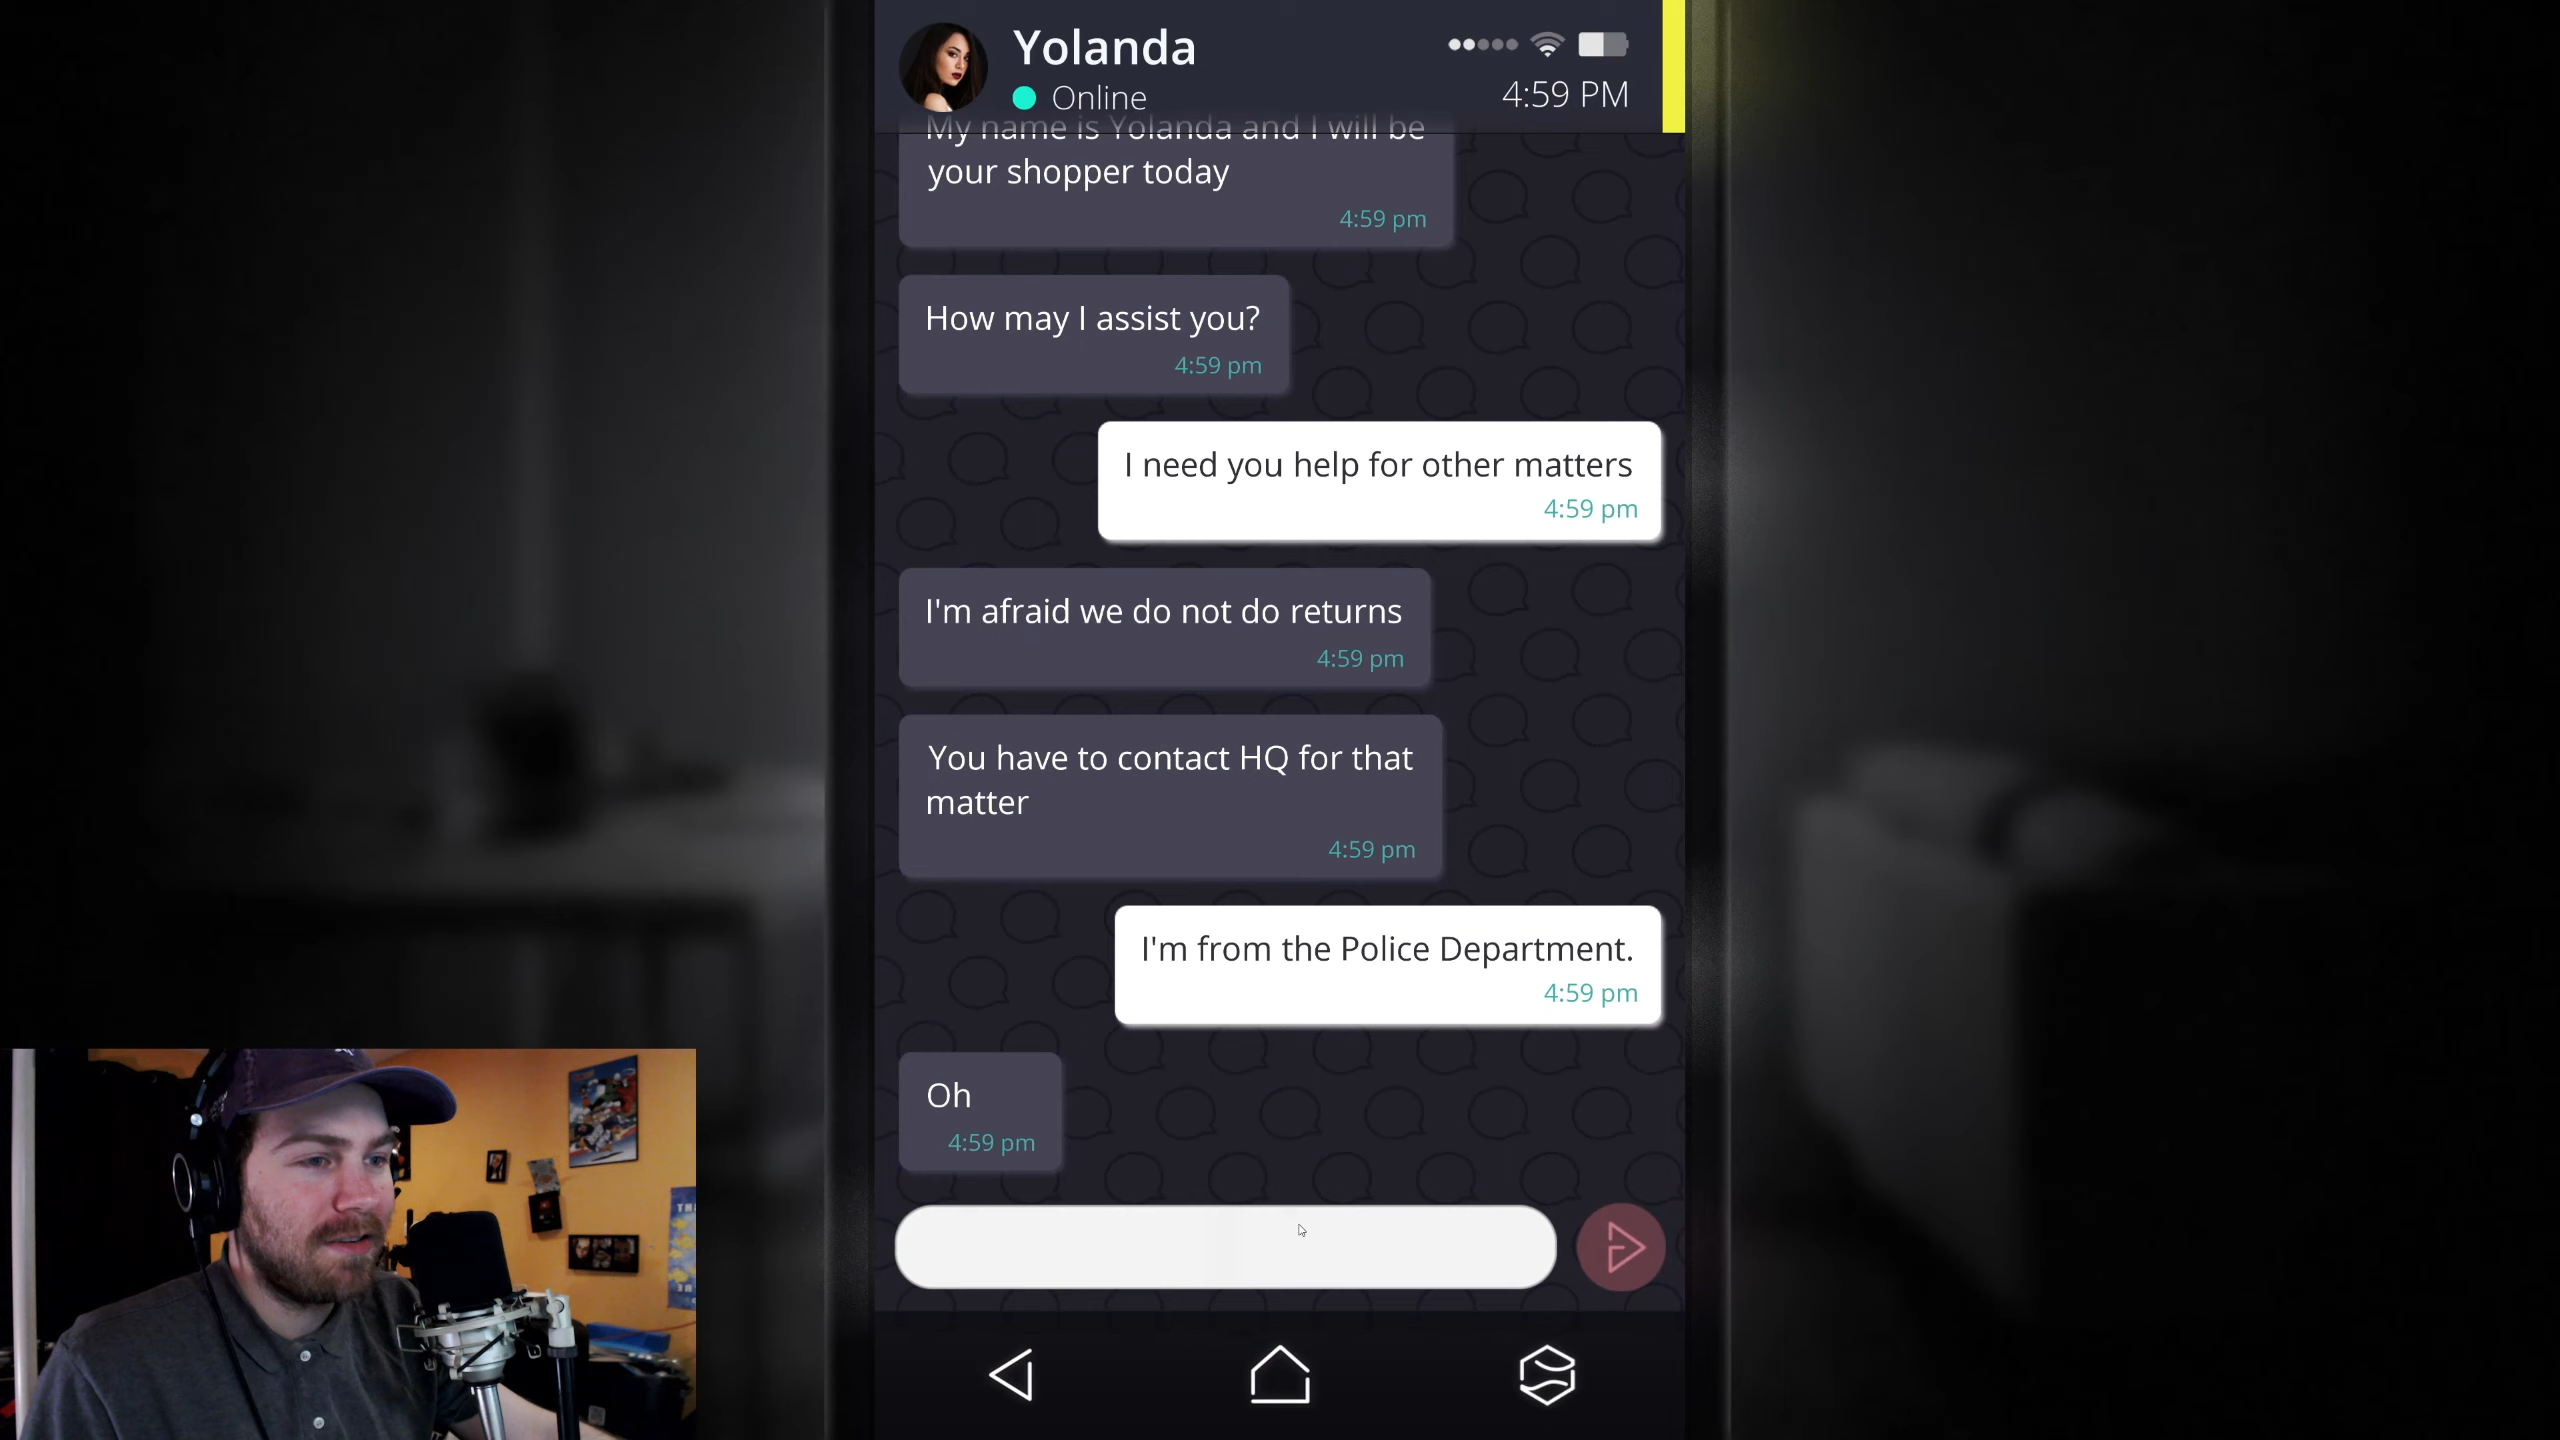 Yolanda
Online
4:59 PM
My name is Yolanda and I will be
your shopper today
4:59 pm
How may I assist you?
4:59 pm
I need you help for other matters
4:59 pm
I'm afraid we do not do returns
4:59 pm
You have to contact HQ for that
matter
4:59 pm
I'm from the Police Department.
4:59 pm
Oh
4:59 pm